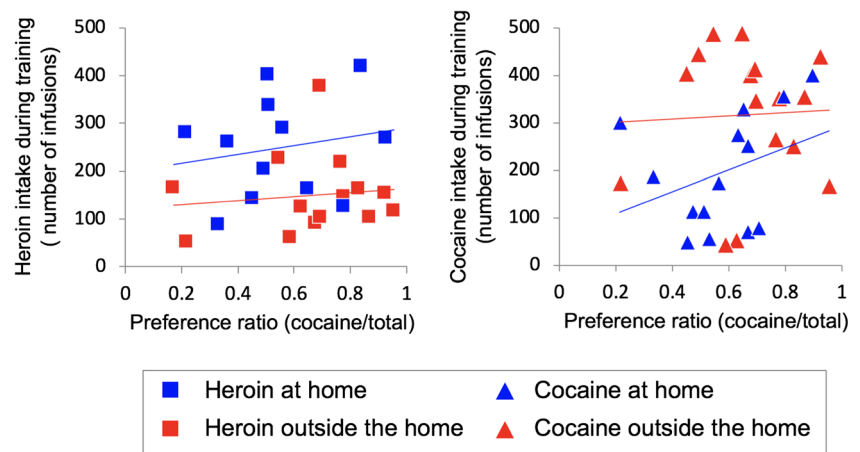 Heroin intake during training
( number of infusions)
500
400
300
200
100
0
0
0.2
0.4
0.6
0.8
1
Preference ratio (cocaine/total)
Cocaine intake during training
(number of infusions)
500
400
300
200
100
0
0
0.2
0.4
0.6
0.8
1
Preference ratio (cocaine/total)
Heroin at home
Cocaine at home
Heroin outside the home
Cocaine outside the home